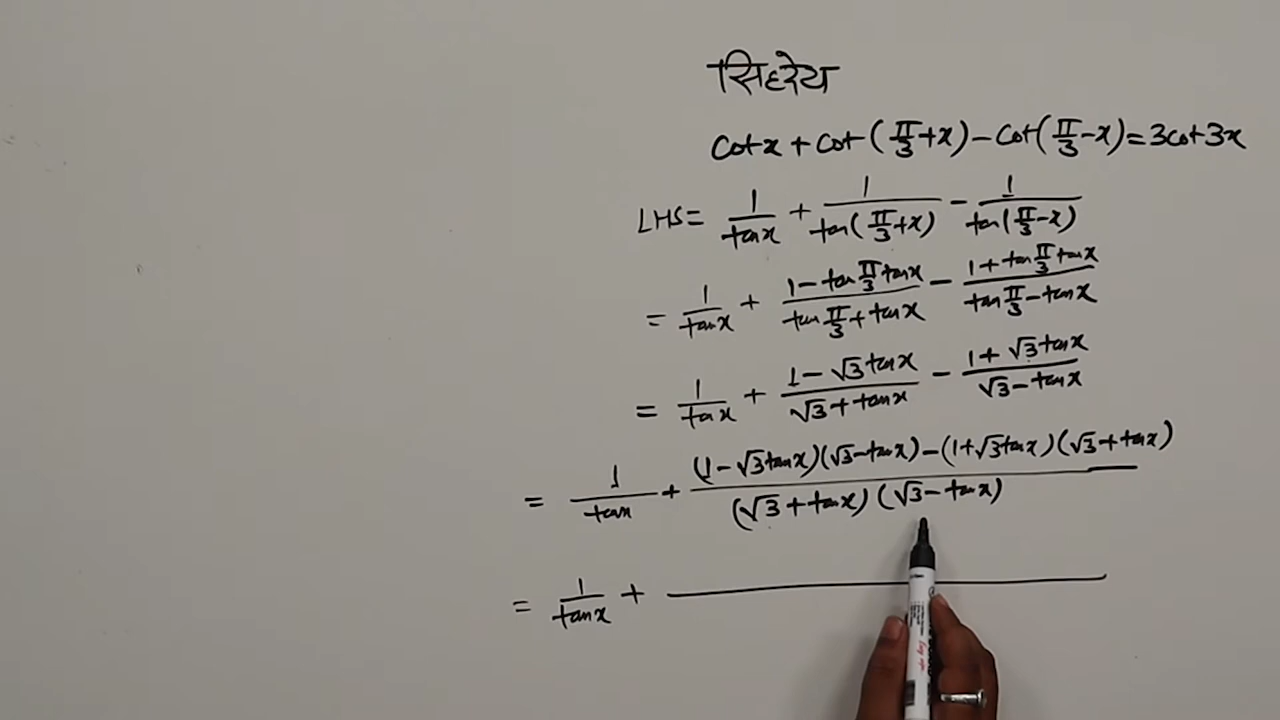 सिद्दरेथ
cot x + cot (π/3 + x) - cot (π/3 - x) = 3cot 3x
LHS = 1/tan x + 1/tan(π/3 + x) - 1/tan(π/3 - x)
= 1/tan x + (1 - tan π/3 tan x)/(tan π/3 + tan x) - (1 + tan π/3 tan x)/(tan π/3 - tan x)
= 1/tan x + (1 - √3 tan x)/(√3 + tan x) - (1 + √3 tan x)/(√3 - tan x)
= 1/tan x + ((1 - √3 tan x)(√3 - tan x) - (1 + √3 tan x)(√3 + tan x))/((√3 + tan x)(√3 - tan x))
= 1/tan x +